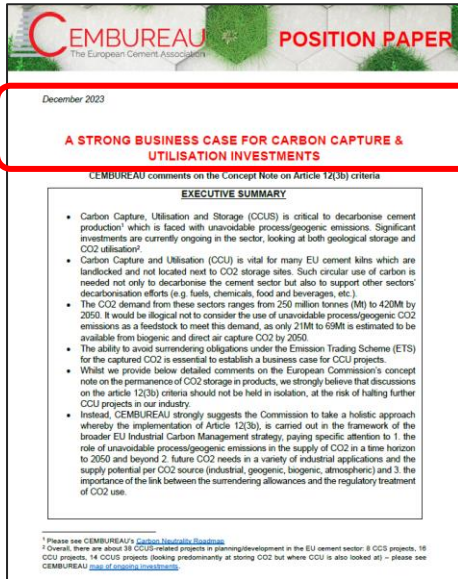 CEMBUREAU
The European Cement Association
POSITION PAPER
December 2023
A STRONG BUSINESS CASE FOR CARBON CAPTURE &
UTILISATION INVESTMENTS
CEMBUREAU comments on the Concept Note on Article 12(3b) criteria
EXECUTIVE SUMMARY
• Carbon Capture, Utilisation and Storage (CCUS) is critical to decarbonise cement
production¹ which is faced with unavoidable process/geogenic emissions. Significant
investments are currently ongoing in the sector, looking at both geological storage and
CO2 utilisation².
• Carbon Capture and Utilisation (CCU) is vital for many EU cement kilns which are
landlocked and not located next to CO2 storage sites. Such circular use of carbon is
needed not only to decarbonise the cement sector but also to support other sectors'
decarbonisation efforts (e.g. fuels, chemicals, food and beverages, etc.).
• The CO2 demand from these sectors ranges from 250 million tonnes (Mt) to 420Mt by
2050. It would be illogical not to consider the use of unavoidable process/geogenic CO2
emissions as a feedstock to meet this demand, as only 21Mt to 69Mt is estimated to be
available from biogenic and direct air capture CO2 by 2050.
• The ability to avoid surrendering obligations under the Emission Trading Scheme (ETS)
for the captured CO2 is essential to establish a business case for CCU projects.
• Whilst we provide below detailed comments on the European Commission's concept
note on the permanence of CO2 storage in products, we strongly believe that discussions
on the article 12(3b) criteria should not be held in isolation, at the risk of halting further
CCU projects in our industry.
• Instead, CEMBUREAU strongly suggests the Commission to take a holistic approach
whereby the implementation of Article 12(3b), is carried out in the framework of the
broader EU Industrial Carbon Management strategy, paying specific attention to 1. the
role of unavoidable process/geogenic emissions in the supply of CO2 in a time horizon
to 2050 and beyond 2. future CO2 needs in a variety of industrial applications and the
supply potential per CO2 source (industrial, geogenic, biogenic, atmospheric) and 3. the
importance of the link between the surrendering allowances and the regulatory treatment
of CO2 use.
¹ Please see CEMBUREAU's Carbon Neutrality Roadmap
² Overall, there are about 38 CCUS-related projects in planning/development in the EU cement sector: 8 CCS projects, 16
CCU projects, 14 CCUS projects (looking predominantly at storing CO2 but where CCU is also looked at) – please see
CEMBUREAU map of ongoing investments.